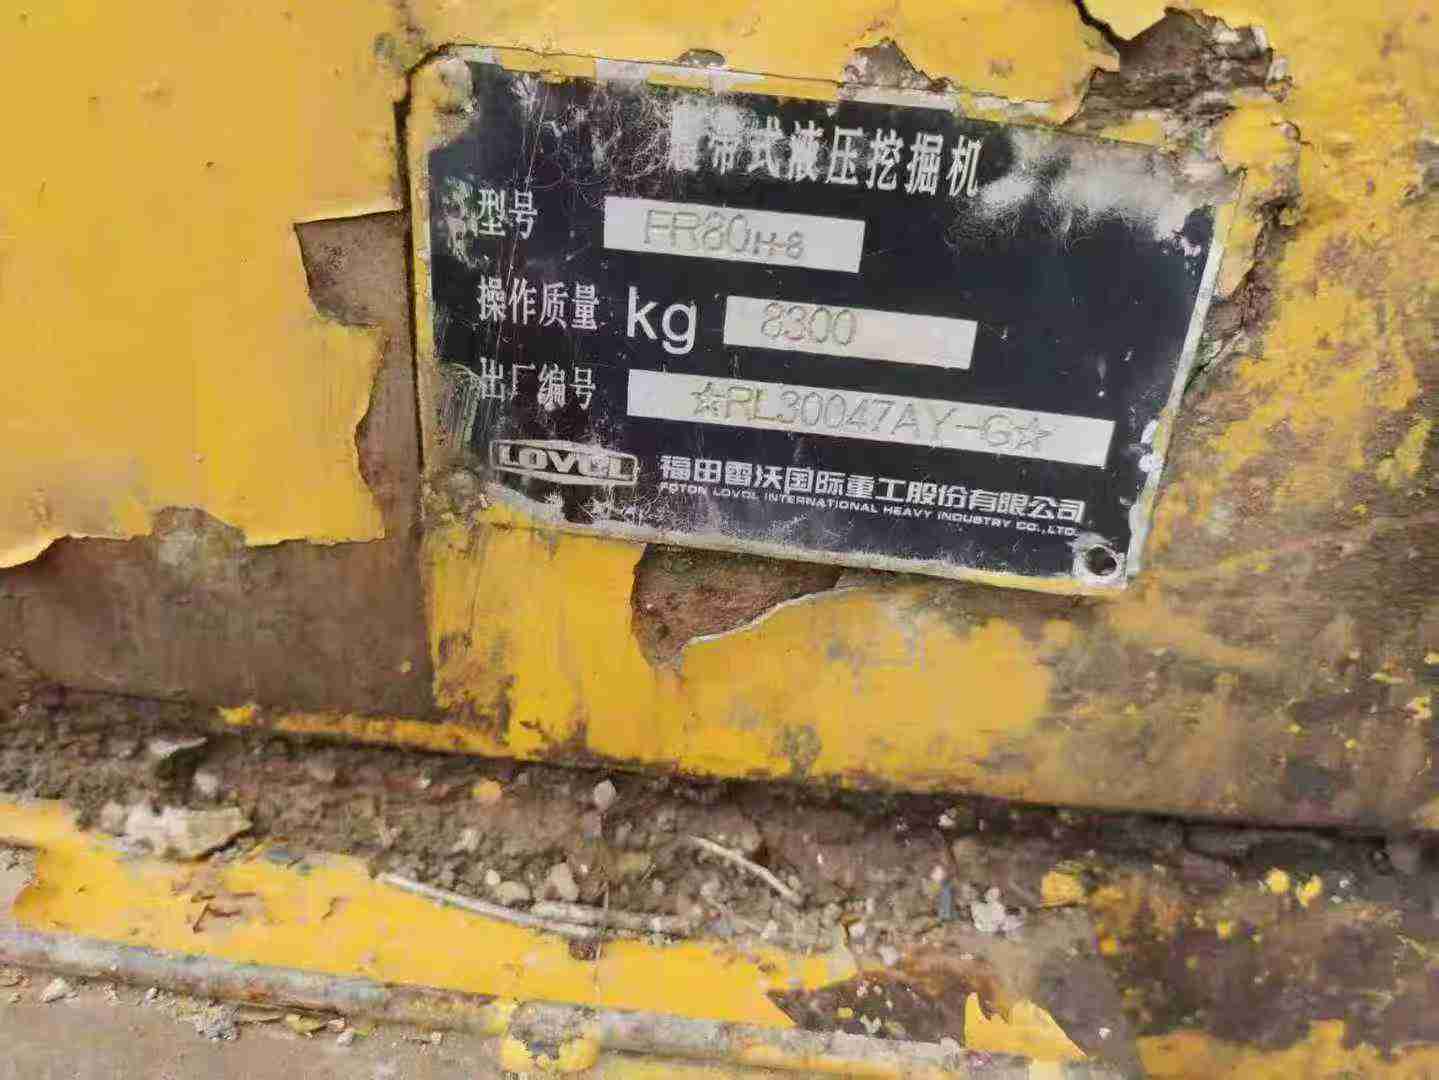 履带式液压挖掘机
型号 FR80H-8
操作质量 kg 8300
出厂编号 ☆RL30047AY-G☆
LOVOL 福田雷沃国际重工股份有限公司
FOTON LOVOL INTERNATIONAL HEAVY INDUSTRY CO.,LTD.